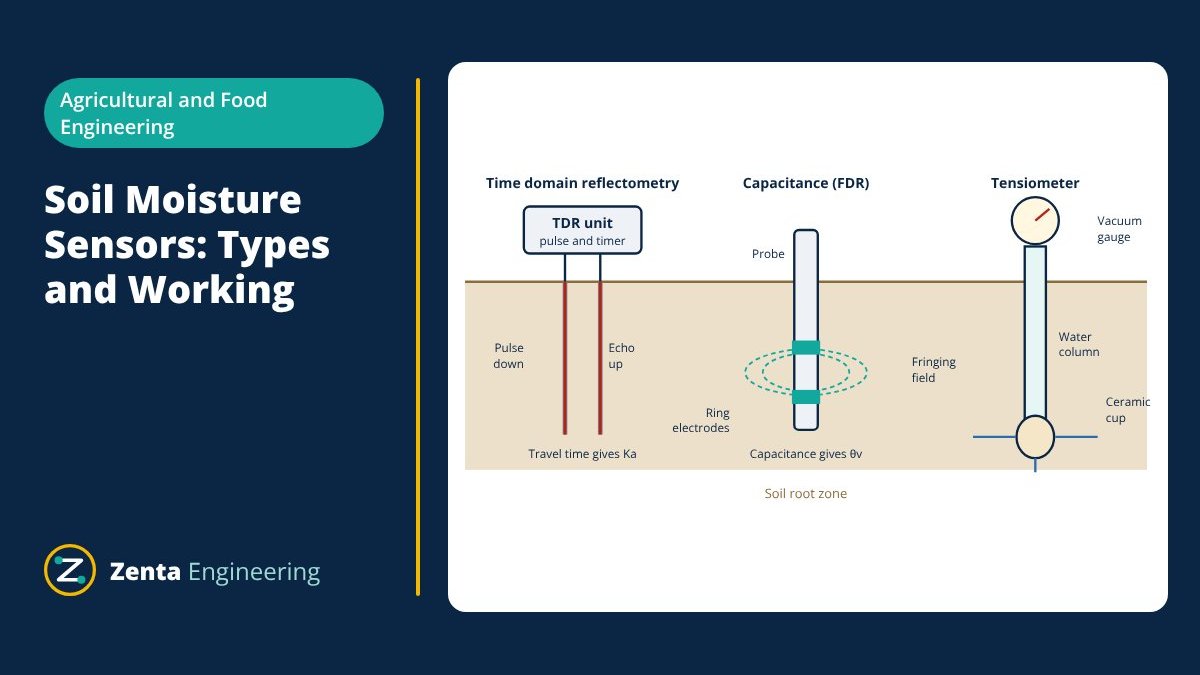 Agricultural and Food
Engineering
Soil Moisture
Sensors: Types
and Working
Zenta Engineering
Time domain reflectometry
TDR unit
pulse and timer
Pulse
down
Echo
up
Travel time gives Ka
Capacitance (FDR)
Probe
Ring
electrodes
Fringing
field
Capacitance gives θv
Tensiometer
Vacuum
gauge
Water
column
Ceramic
cup
Soil root zone